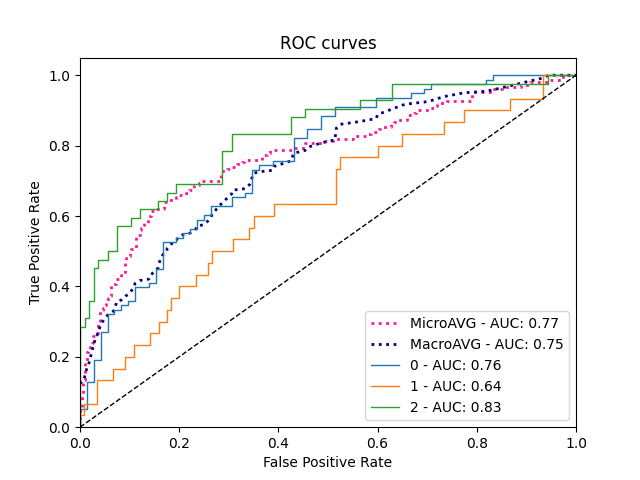 ROC curves
True Positive Rate
1.0
0.8
0.6
0.4
0.2
0.0
MicroAVG - AUC: 0.77
MacroAVG - AUC: 0.75
0 - AUC: 0.76
1 - AUC: 0.64
2 - AUC: 0.83
0.0 0.2 0.4 0.6 0.8 1.0
False Positive Rate